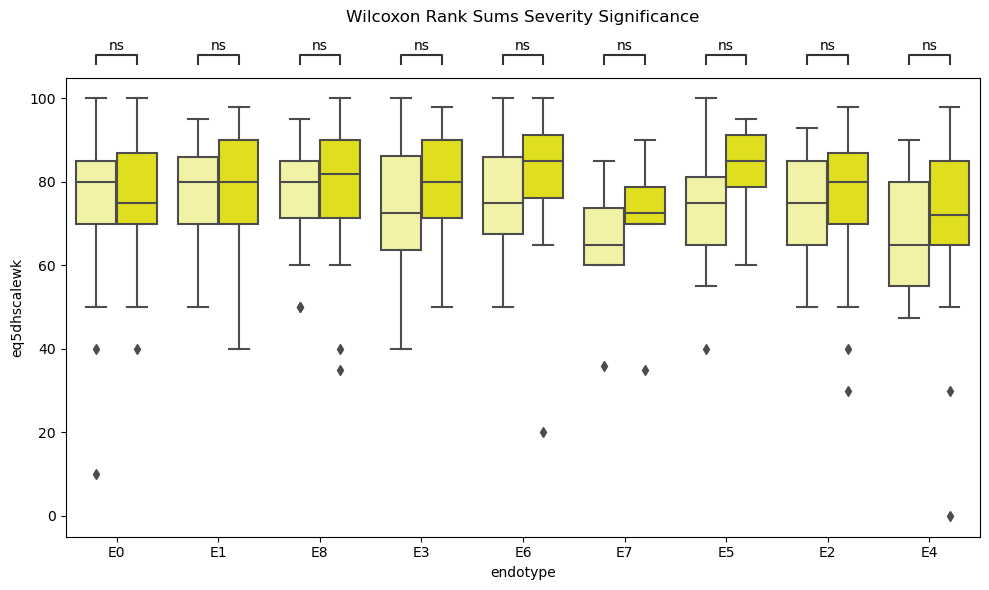 Wilcoxon Rank Sums Severity Significance
ns ns ns ns ns ns ns ns ns
100
80
60
40
20
0
eq5dhscalewk
E0 E1 E8 E3 E6 E7 E5 E2 E4
endotype